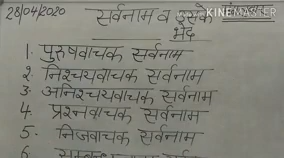 28/04/2020 सर्वनाम व उसके
KINEMASTER
भेद
1. पुरुषवाचक सर्वनाम
2. निश्चयवाचक सर्वनाम
3. अनिश्चयवाचक सर्वनाम
4. प्रश्नवाचक सर्वनाम
5. निजवाचक सर्वनाम
6.